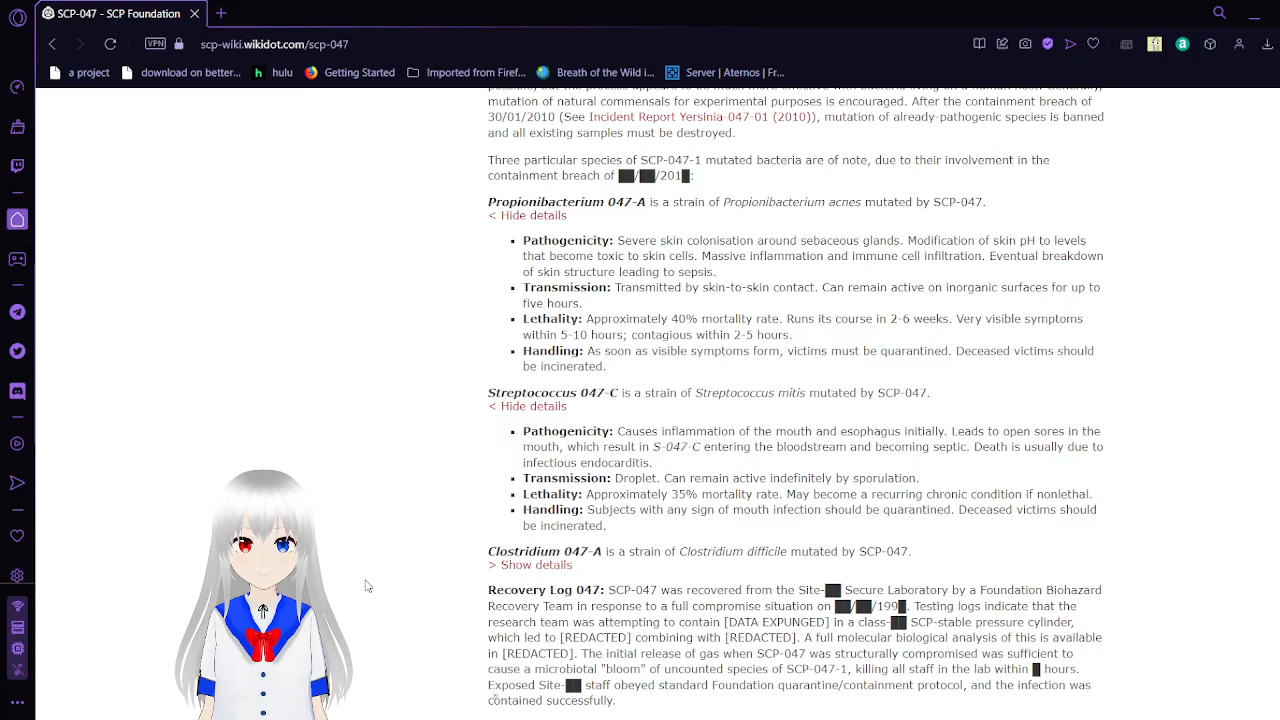 SCP-047 - SCP Foundation
VPN
scp-wiki.wikidot.com/scp-047
a project
download on better...
hulu
Getting Started
Imported from Firef...
Breath of the Wild i...
Server | Aternos | Fr...
possible, but the process appears to be much more effective with bacteria living on a human host. Generally,
mutation of natural commensals for experimental purposes is encouraged. After the containment breach of
30/01/2010 (See Incident Report Yersinia-047-01 (2010)), mutation of already-pathogenic species is banned
and all existing samples must be destroyed.
Three particular species of SCP-047-1 mutated bacteria are of note, due to their involvement in the
containment breach of ██/██/201█:
Propionibacterium 047-A is a strain of Propionibacterium acnes mutated by SCP-047.
< Hide details
Pathogenicity: Severe skin colonisation around sebaceous glands. Modification of skin pH to levels
that become toxic to skin cells. Massive inflammation and immune cell infiltration. Eventual breakdown
of skin structure leading to sepsis.
Transmission: Transmitted by skin-to-skin contact. Can remain active on inorganic surfaces for up to
five hours.
Lethality: Approximately 40% mortality rate. Runs its course in 2-6 weeks. Very visible symptoms
within 5-10 hours; contagious within 2-5 hours.
Handling: As soon as visible symptoms form, victims must be quarantined. Deceased victims should
be incinerated.
Streptococcus 047-C is a strain of Streptococcus mitis mutated by SCP-047.
< Hide details
Pathogenicity: Causes inflammation of the mouth and esophagus initially. Leads to open sores in the
mouth, which result in S-047-C entering the bloodstream and becoming septic. Death is usually due to
infectious endocarditis.
Transmission: Droplet. Can remain active indefinitely by sporulation.
Lethality: Approximately 35% mortality rate. May become a recurring chronic condition if nonlethal.
Handling: Subjects with any sign of mouth infection should be quarantined. Deceased victims should
be incinerated.
Clostridium 047-A is a strain of Clostridium difficile mutated by SCP-047.
> Show details
Recovery Log 047: SCP-047 was recovered from the Site-██ Secure Laboratory by a Foundation Biohazard
Recovery Team in response to a full compromise situation on ██/██/199█. Testing logs indicate that the
research team was attempting to contain [DATA EXPUNGED] in a class-██ SCP-stable pressure cylinder,
which led to [REDACTED] combining with [REDACTED]. A full molecular biological analysis of this is available
in [REDACTED]. The initial release of gas when SCP-047 was structurally compromised was sufficient to
cause a microbiotal "bloom" of uncounted species of SCP-047-1, killing all staff in the lab within █ hours.
Exposed Site-██ staff obeyed standard Foundation quarantine/containment protocol, and the infection was
contained successfully.